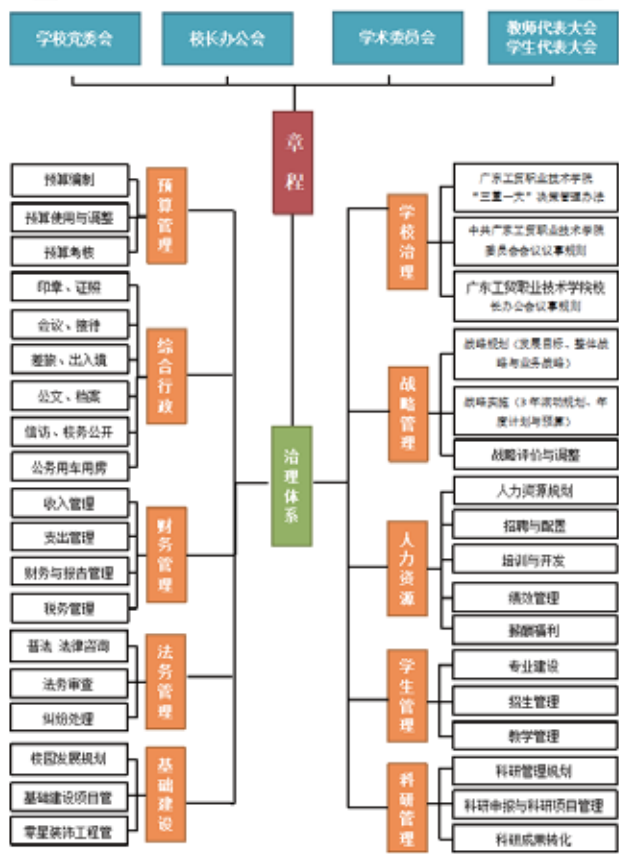 学校党委会
校长办公会
学术委员会
教师代表大会
学生代表大会
章程
治理体系
预算管理
预算编制
预算使用与调整
预算考核
综合行政
印章、证照
会议、接待
差旅、出入境
公文、档案
信访、校务公开
公务用车用房
财务管理
收入管理
支出管理
财务与报告管理
税务管理
法务管理
普法 法律咨询
法务审查
纠纷处理
基础建设
校园发展规划
基础建设项目管
零星装饰工程管
学校治理
广东工贸职业技术学院
“三重一大”决策管理办法
中共广东工贸职业技术学院
委员会会议议事规则
广东工贸职业技术学院校
长办公会议事规则
战略管理
战略规划（发展目标、整体战
略与业务战略）
战略实施（3年滚动规划、年
度计划与预算）
战略评价与调整
人力资源
人力资源规划
招聘与配置
培训与开发
绩效管理
薪酬福利
学生管理
专业建设
招生管理
教学管理
科研管理
科研管理规划
科研申报与科研项目管理
科研成果转化